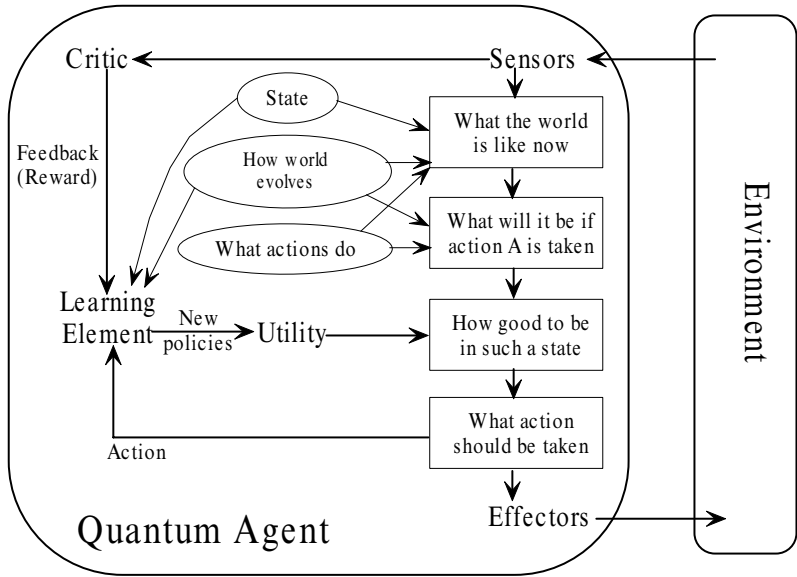 Critic
Sensors
State
What the world
is like now
Feedback
(Reward)
How world
evolves
What will it be if
action A is taken
What actions do
Learning
Element
New
policies
Utility
How good to be
in such a state
What action
should be taken
Action
Effectors
Quantum Agent
Environment